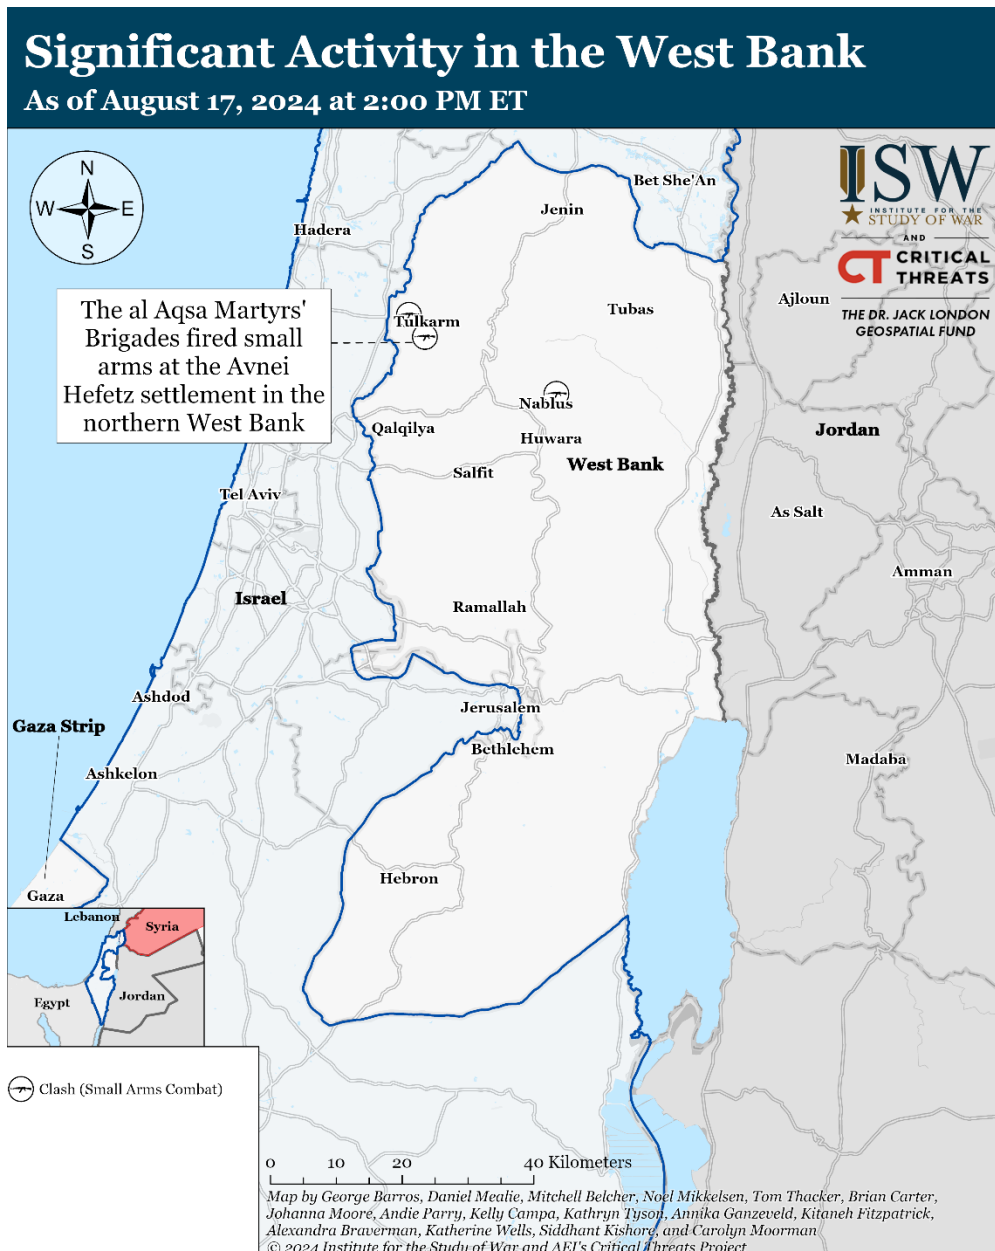 Significant Activity in the West Bank
As of August 17, 2024 at 2:00 PM ET
N
W
E
S
ISW
INSTITUTE FOR THE
STUDY OF WAR
AND
CT CRITICAL
THREATS
THE DR. JACK LONDON
GEOSPATIAL FUND
Bet She'An
Jenin
Hadera
The al Aqsa Martyrs'
Brigades fired small
arms at the Avnei
Hefetz settlement in the
northern West Bank
Tulkarm
Tubas
Ajloun
Nablus
Qalqilya
Huwara
Jordan
Salfit
West Bank
Tel Aviv
As Salt
Amman
Israel
Ramallah
Ashdod
Jerusalem
Gaza Strip
Bethlehem
Ashkelon
Madaba
Hebron
Gaza
Lebanon
Syria
Egypt
Jordan
Clash (Small Arms Combat)
0 10 20 40 Kilometers
Map by George Barros, Daniel Mealie, Mitchell Belcher, Noel Mikkelsen, Tom Thacker, Brian Carter,
Johanna Moore, Andie Parry, Kelly Campa, Kathryn Tyson, Annika Ganzeveld, Kitaneh Fitzpatrick,
Alexandra Braverman, Katherine Wells, Siddhant Kishore, and Carolyn Moorman
© 2024 Institute for the Study of War and AEI's Critical Threats Project